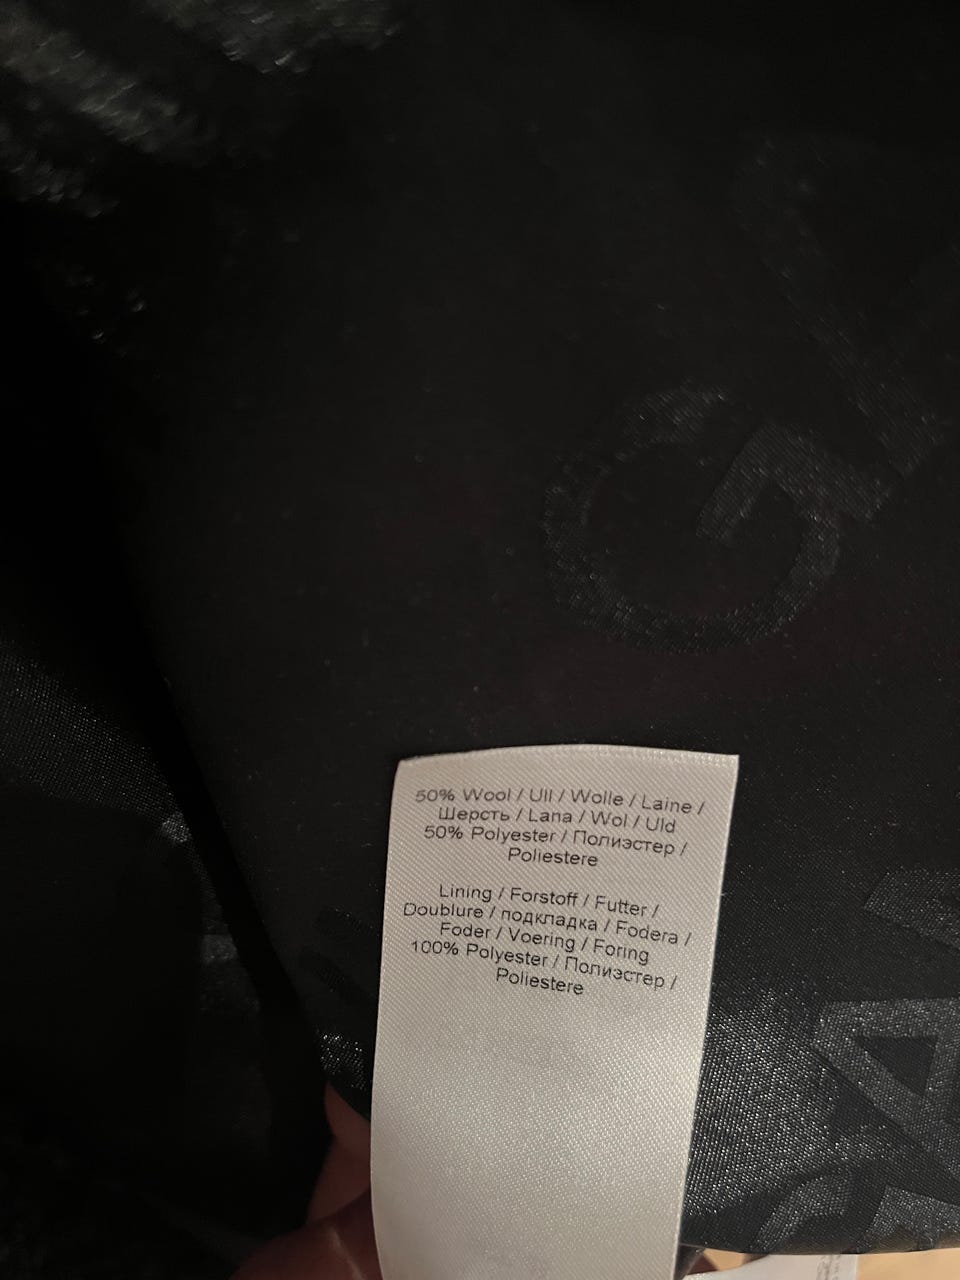 50% Wool / Ull / Wolle / Laine /
Шерсть / Lana / Wol / Uld
50% Polyester / Полиэстер /
Poliestere
Lining / Forstoff / Futter /
Doublure / подкладка / Fodera /
Foder / Voering / Foring
100% Polyester / Полиэстер /
Poliestere